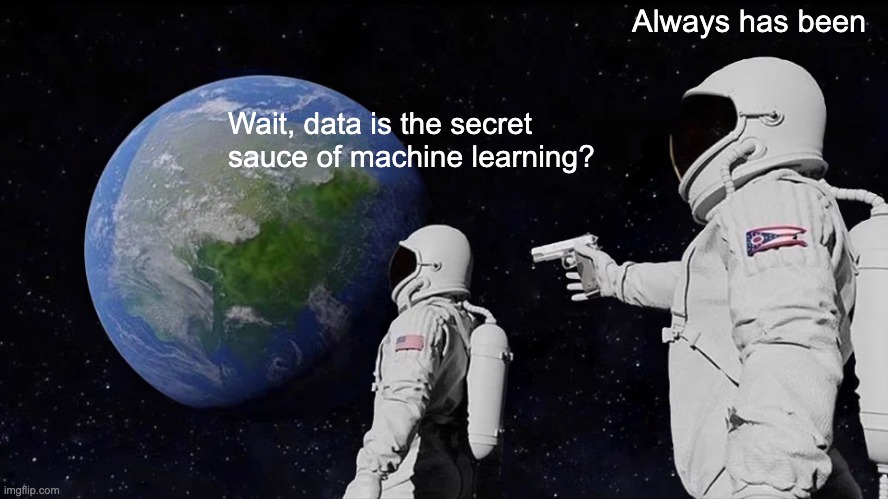 Always has been
Wait, data is the secret
sauce of machine learning?
imgflip.com